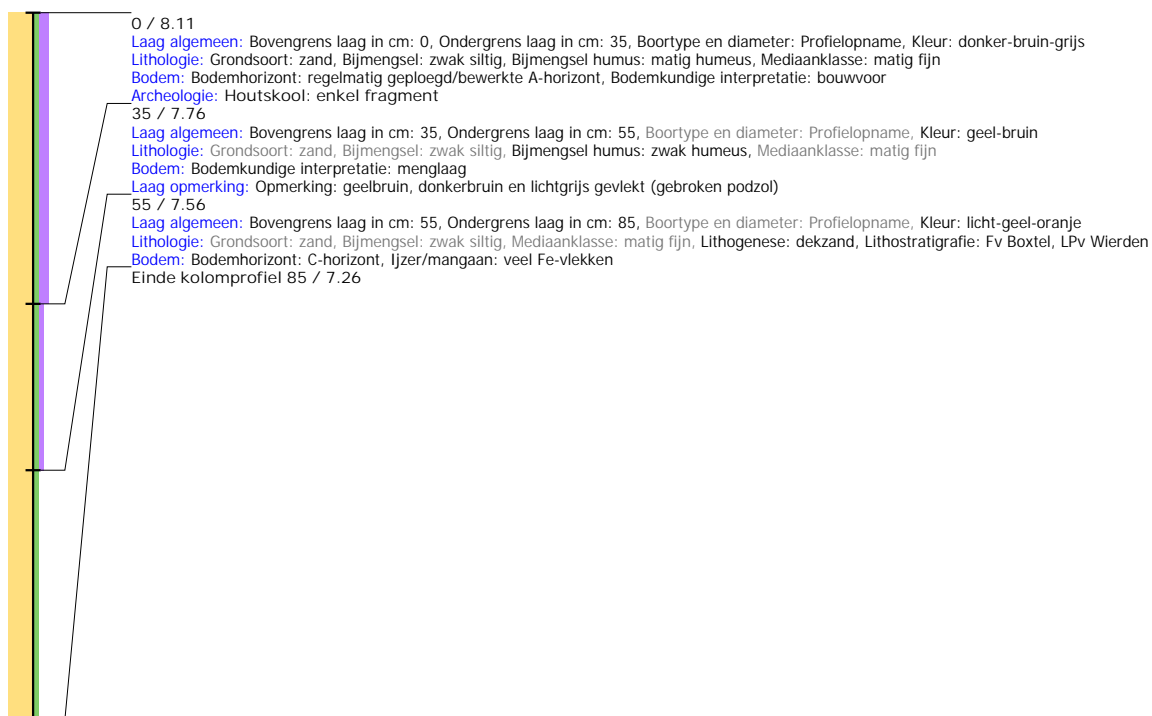 0 / 8.11
Laag algemeen: Bovengrens laag in cm: 0, Ondergrens laag in cm: 35, Boortype en diameter: Profielopname, Kleur: donker-bruin-grijs
Lithologie: Grondsoort: zand, Bijmengsel: zwak siltig, Bijmengsel humus: matig humeus, Mediaanklasse: matig fijn
Bodem: Bodemhorizont: regelmatig geploegd/bewerkte A-horizont, Bodemkundige interpretatie: bouwvoor
Archeologie: Houtskool: enkel fragment
35 / 7.76
Laag algemeen: Bovengrens laag in cm: 35, Ondergrens laag in cm: 55, Boortype en diameter: Profielopname, Kleur: geel-bruin
Lithologie: Grondsoort: zand, Bijmengsel: zwak siltig, Bijmengsel humus: zwak humeus, Mediaanklasse: matig fijn
Bodem: Bodemkundige interpretatie: menglaag
Laag opmerking: Opmerking: geelbruin, donkerbruin en lichtgrijs gevlekt (gebroken podzol)
55 / 7.56
Laag algemeen: Bovengrens laag in cm: 55, Ondergrens laag in cm: 85, Boortype en diameter: Profielopname, Kleur: licht-geel-oranje
Lithologie: Grondsoort: zand, Bijmengsel: zwak siltig, Mediaanklasse: matig fijn, Lithogenese: dekzand, Lithostratigrafie: Fv Boxtel, LPv Wierden
Bodem: Bodemhorizont: C-horizont, Ijzer/mangaan: veel Fe-vlekken
Einde kolomprofiel 85 / 7.26